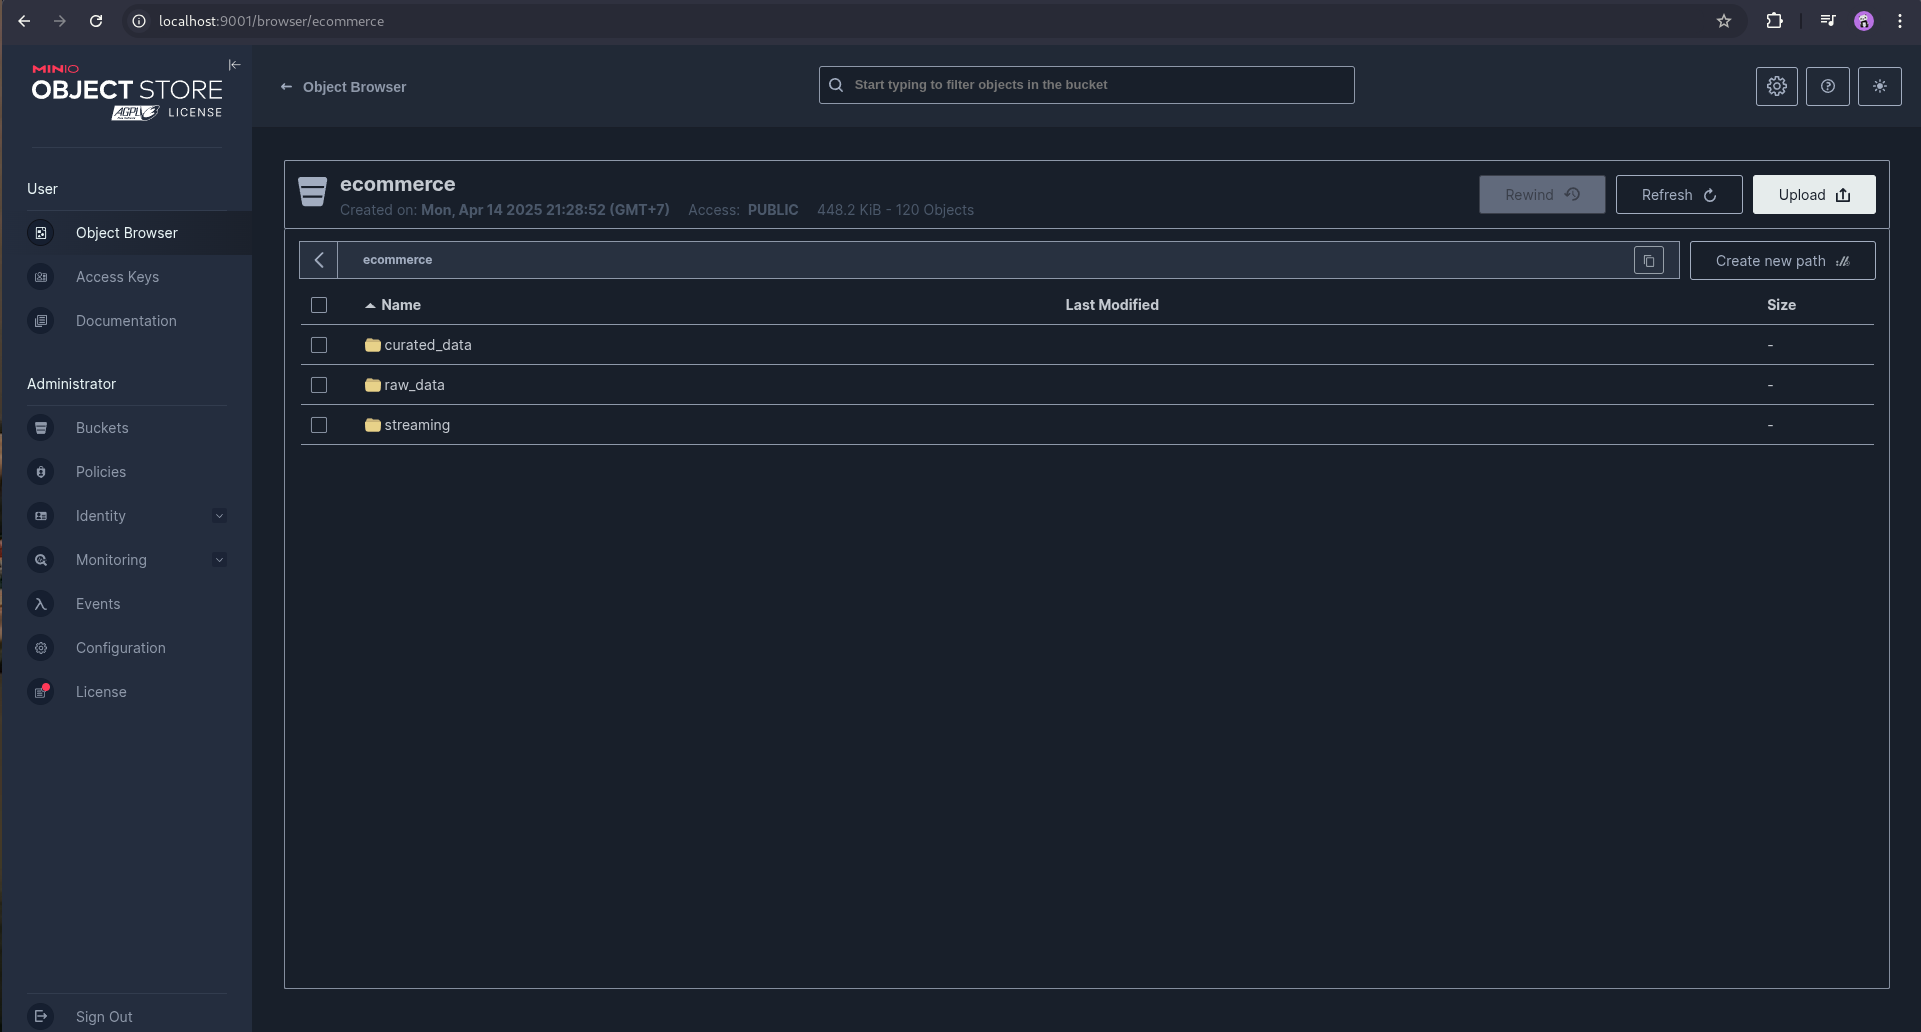 localhost:9001/browser/ecommerce
MINIO
OBJECT STORE
AGPLv3 LICENSE
User
Object Browser
Access Keys
Documentation
Administrator
Buckets
Policies
Identity
Monitoring
Events
Configuration
License
Sign Out
Object Browser
Start typing to filter objects in the bucket
ecommerce
Created on: Mon, Apr 14 2025 21:28:52 (GMT+7) Access: PUBLIC 448.2 KiB - 120 Objects
Rewind Refresh Upload
ecommerce
Create new path
Name Last Modified Size
curated_data -
raw_data -
streaming -